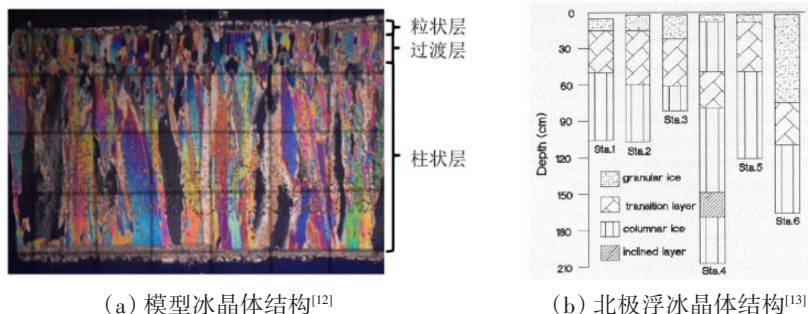 粒状层
过渡层
柱状层
0
30
60
90
120
150
180
210
Depth (cm)
Sta.1
Sta.2
Sta.3
Sta.4
Sta.5
Sta.6
granular ice
transition layer
columnar ice
inclined layer
(a) 模型冰晶体结构[12]
(b) 北极浮冰晶体结构[13]